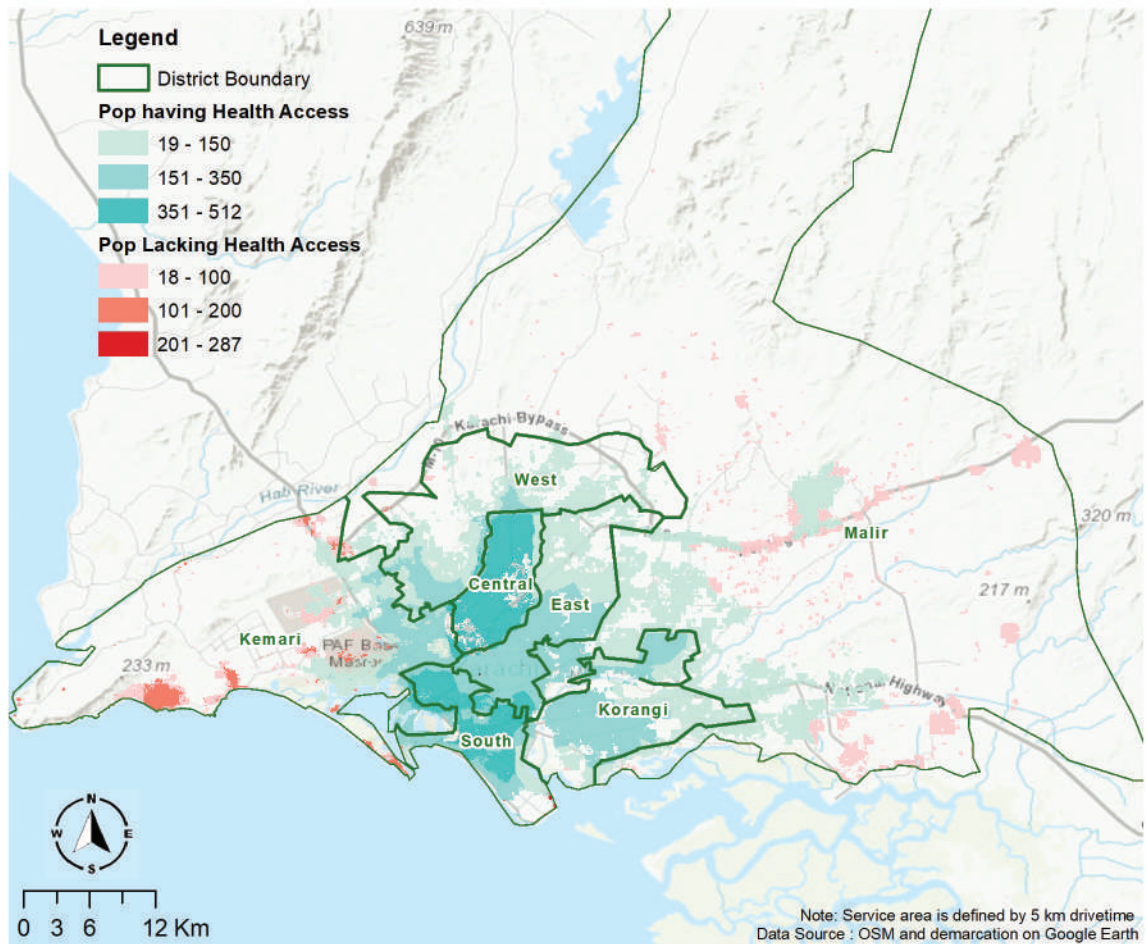 639 m
Legend
District Boundary
Pop having Health Access
19 - 150
151 - 350
351 - 512
Pop Lacking Health Access
18 - 100
101 - 200
201 - 287
Karachi Bypass
West
Hab River
320 m
Malir
Central
217 m
East
Kemari
PAF Bas
233 m
Highway
Korangi
South
N
W E
S
0 3 6 12 Km
Note: Service area is defined by 5 km drivetime
Data Source : OSM and demarcation on Google Earth